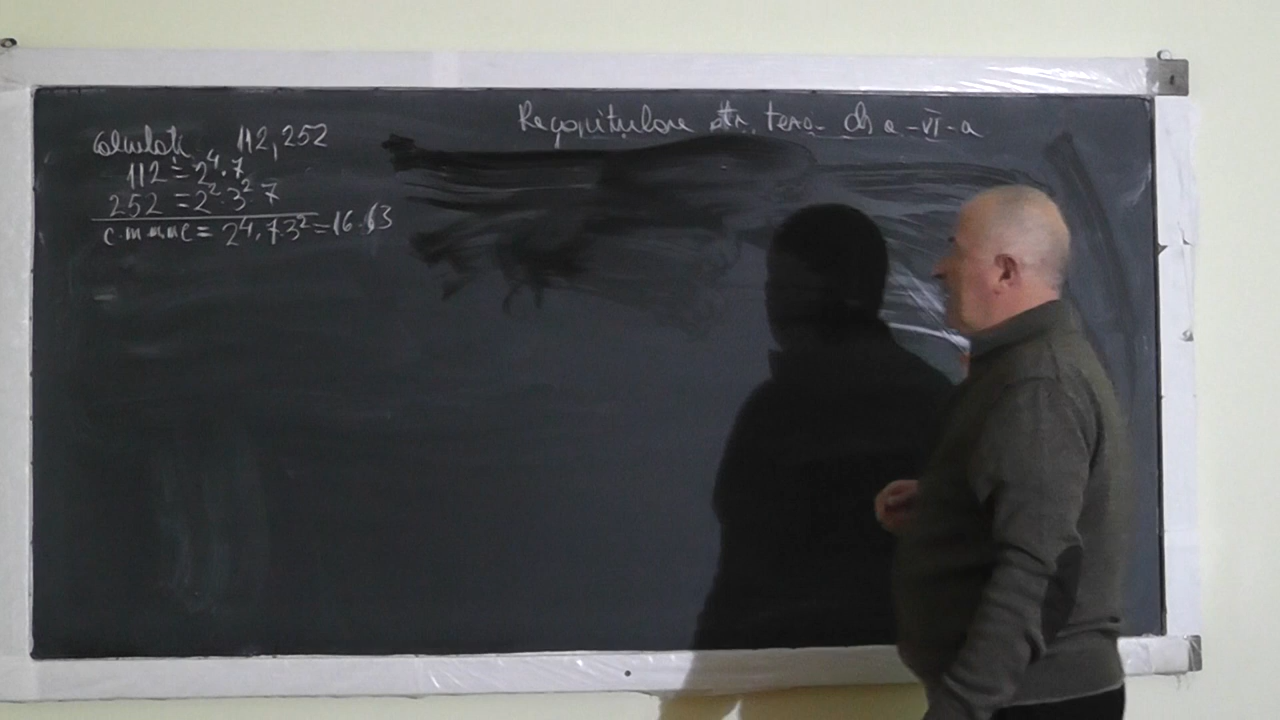 Recapitulare ptr. teza cls a-VI-a
Calculati 112,252
112 = 2⁴·7
252 = 2²·3²·7
c.m.m.m.c = 2⁴·7·3² = 16·63